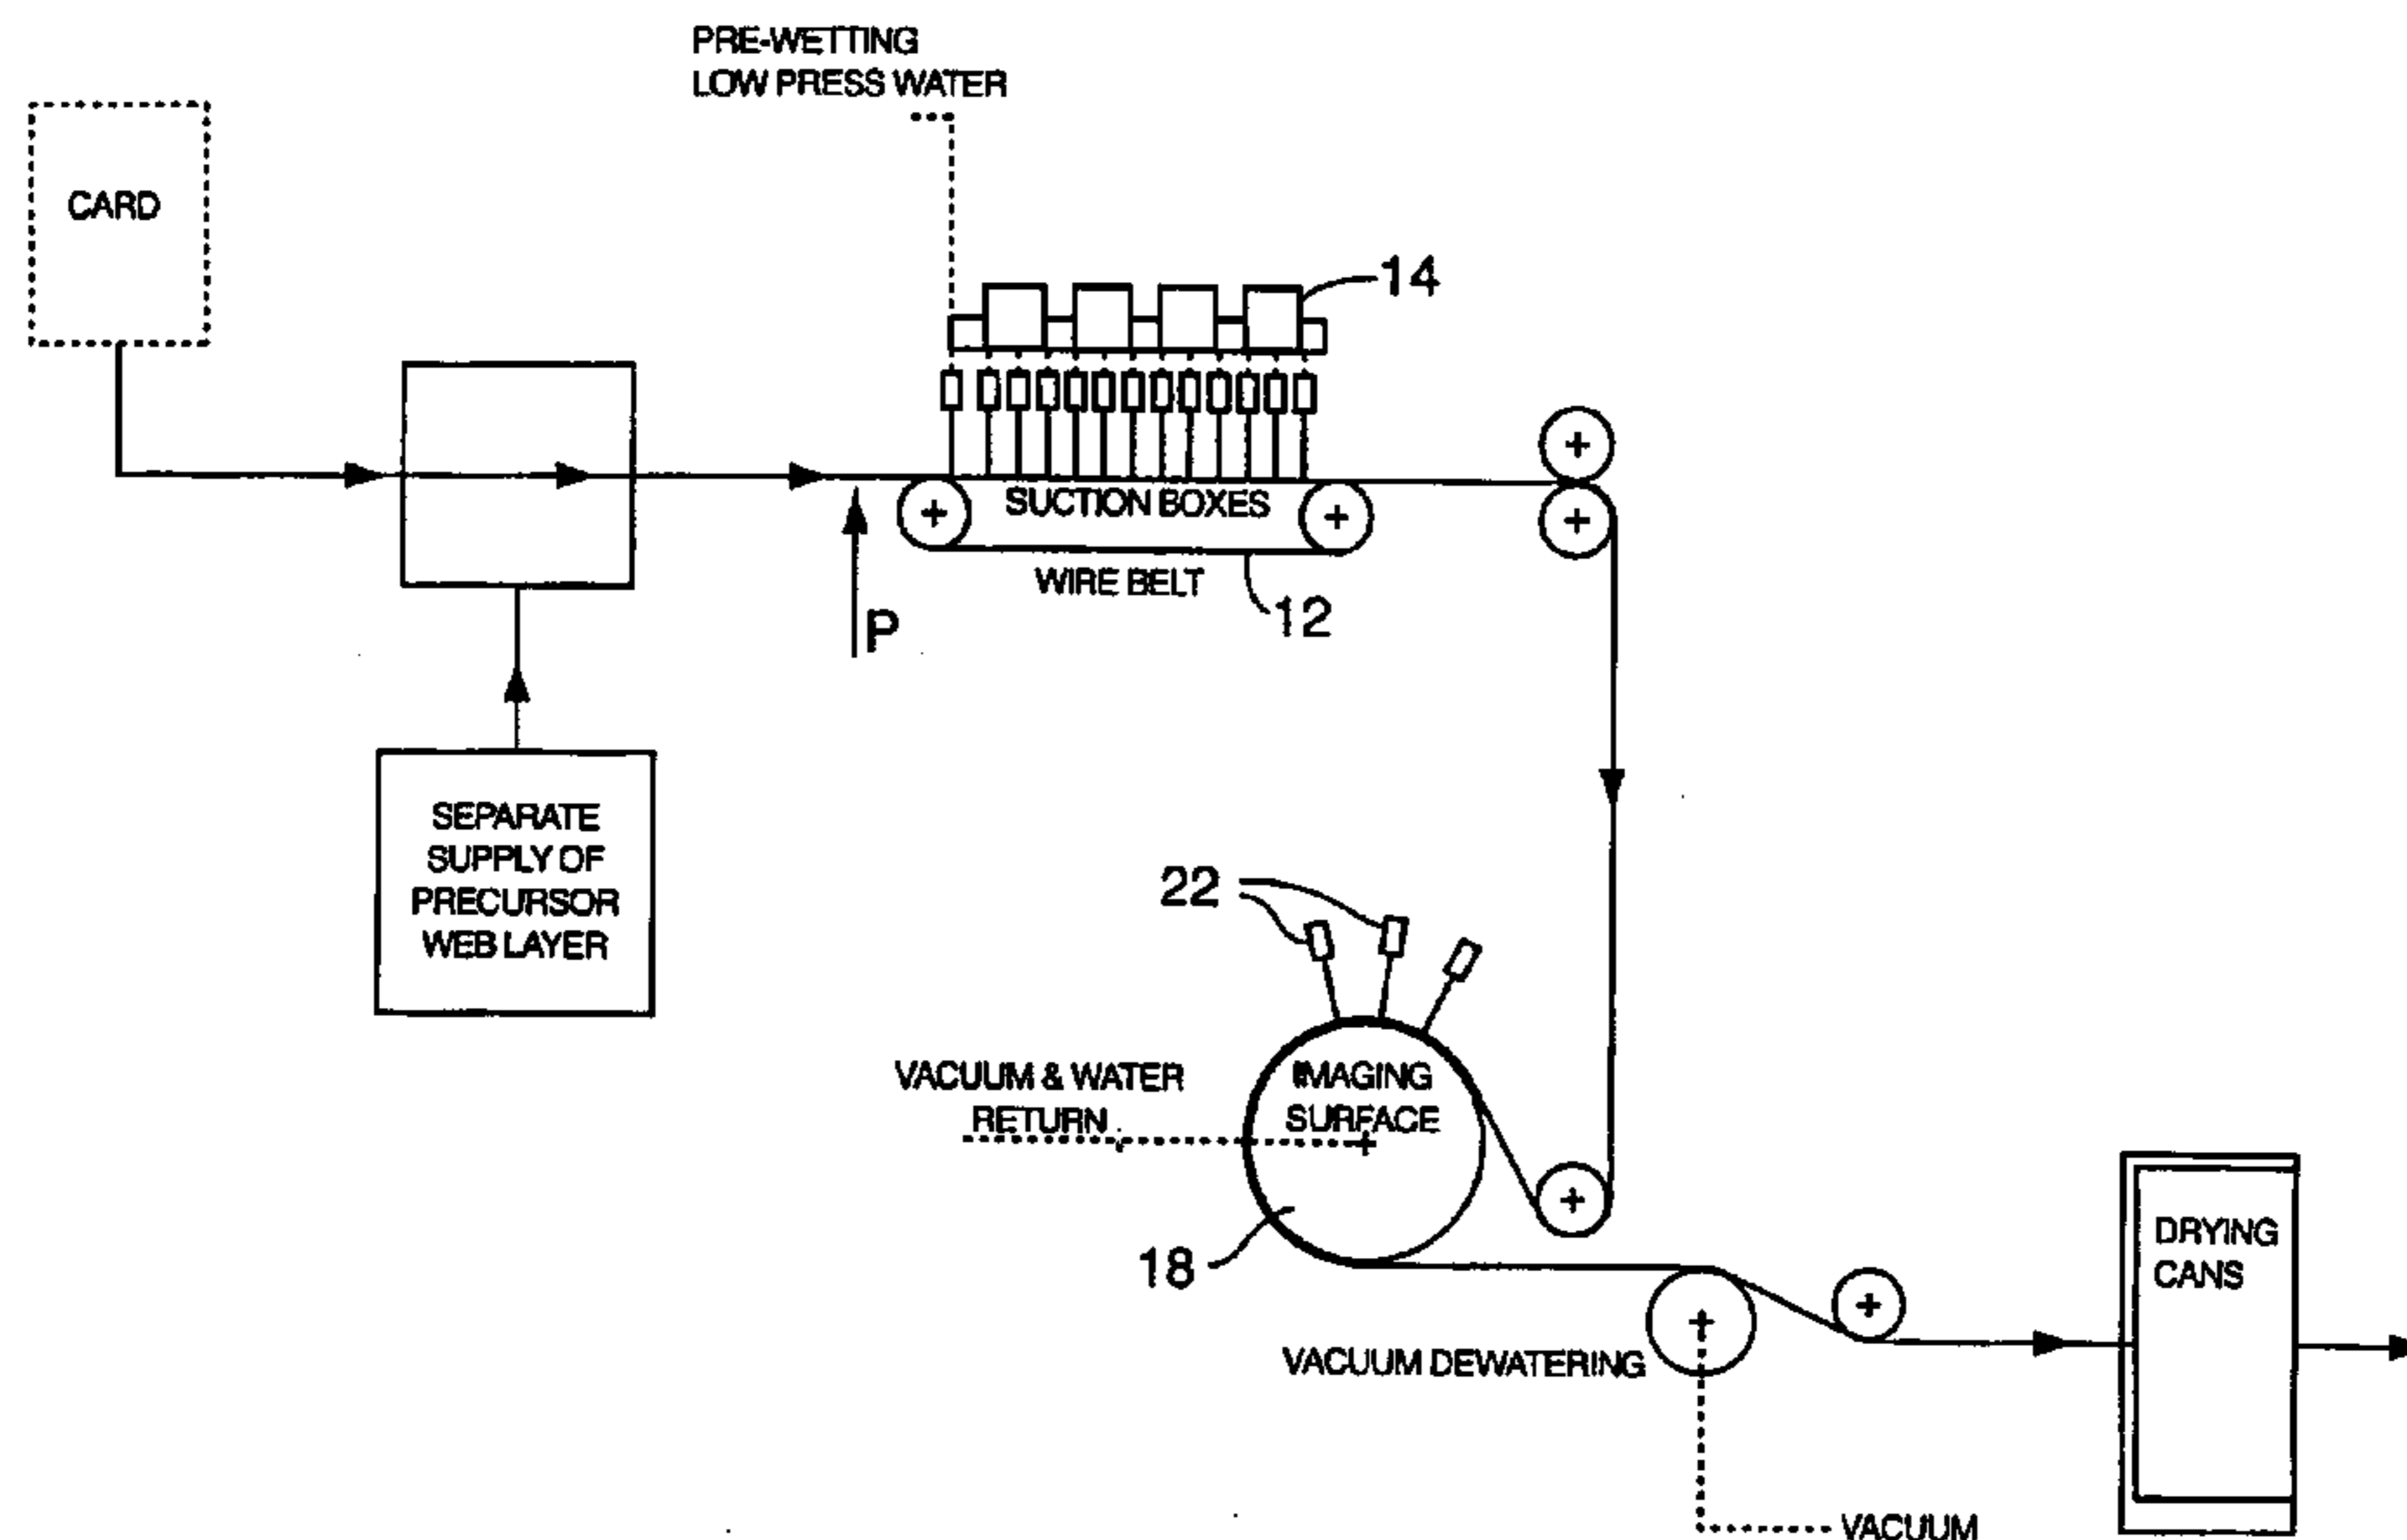 PRE-WETTING
LOW PRESS WATER
CARD
14
SUCTION BOXES
WIRE BELT
12
P
SEPARATE
SUPPLY OF
PRECURSOR
WEB LAYER
22
VACUUM & WATER
RETURN
IMAGING
SURFACE
18
DRYING
CANS
VACUUM DEWATERING
VACUUM